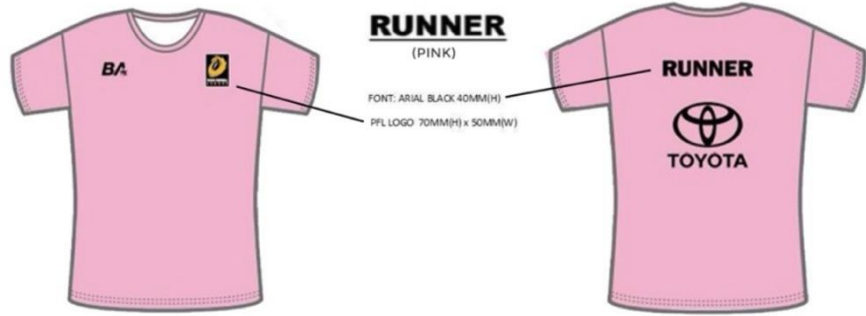 RUNNER
(PINK)
BA
RUNNER
FONT: ARIAL BLACK 40MM(H)
PFL LOGO 70MM(H) x 50MM(W)
TOYOTA